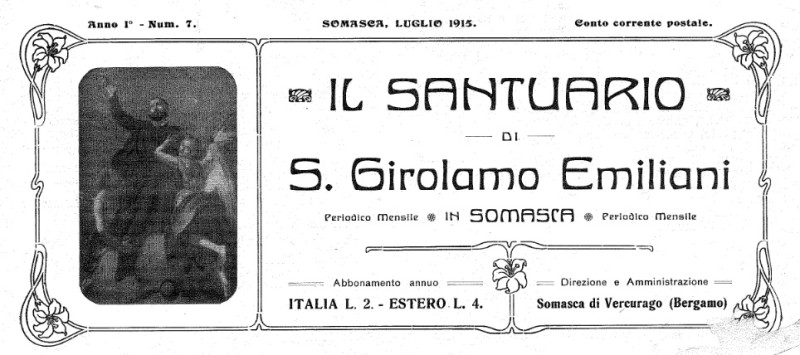 Anno 1º - Num. 7. SOMASCA, LUGLIO 1915. Conto corrente postale.
IL SANTUARIO
DI
S. Girolamo Emiliani
Periodico Mensile IN SOMASCA Periodico Mensile
Abbonamento annuo
ITALIA L. 2. - ESTERO L. 4.
Direzione e Amministrazione
Somasca di Vercurago (Bergamo)